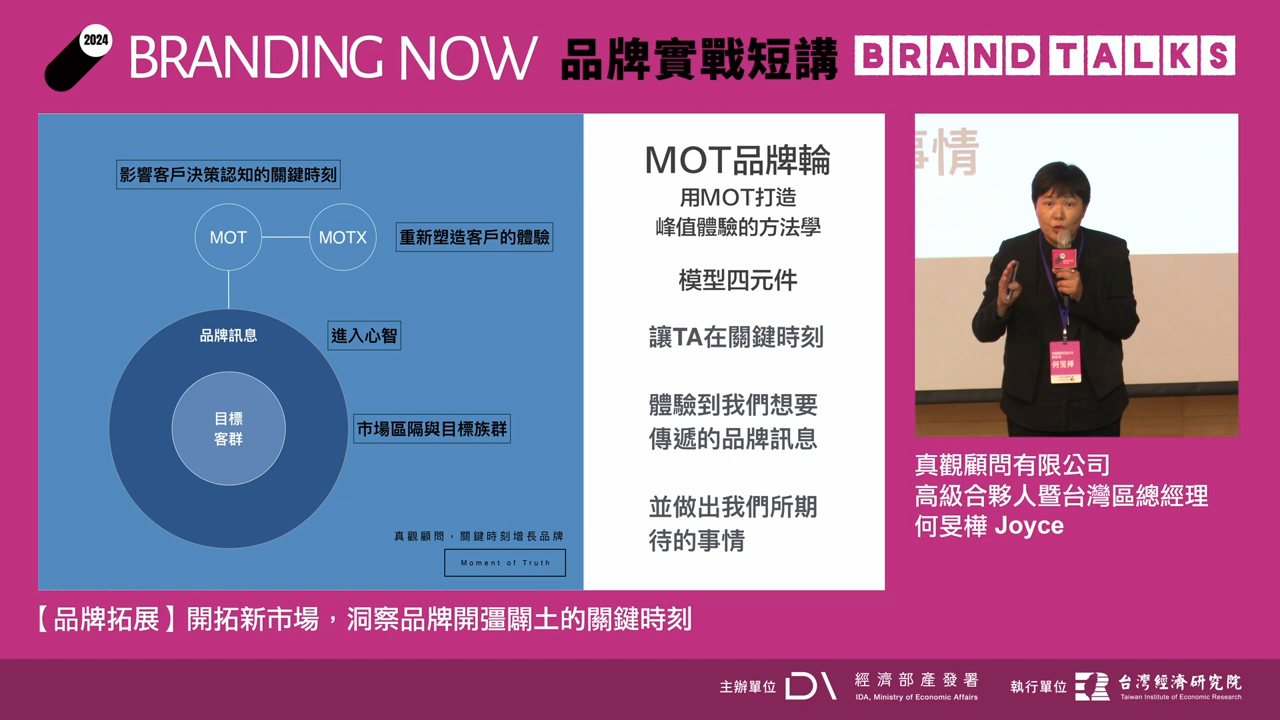 2024
BRANDING NOW 品牌實戰短講 BRAND TALKS
影響客戶決策認知的關鍵時刻
MOT
MOTX
重新塑造客戶的體驗
品牌訊息
進入心智
目標
客群
市場區隔與目標族群
真觀顧問，關鍵時刻增長品牌
Moment of Truth
MOT品牌輪
用MOT打造
峰值體驗的方法學
模型四元件
讓TA在關鍵時刻
體驗到我們想要
傳遞的品牌訊息
並做出我們所期
待的事情
事情
何旻樺
真觀顧問有限公司
高級合夥人暨台灣區總經理
何旻樺 Joyce
【品牌拓展】開拓新市場，洞察品牌開彊闢土的關鍵時刻
主辦單位
經濟部產發署
IDA, Ministry of Economic Affairs
執行單位
台灣經濟研究院
Taiwan Institute of Economic Research